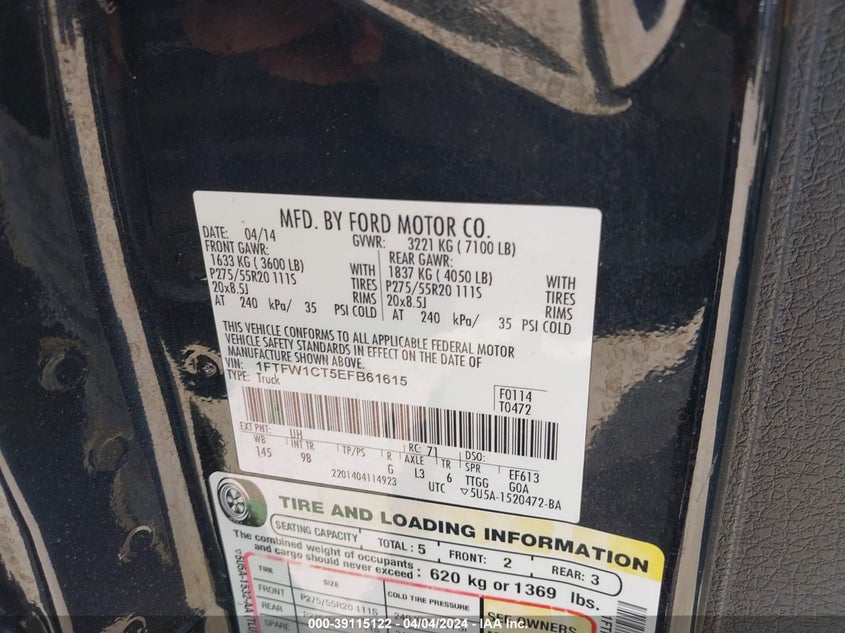 MFD. BY FORD MOTOR CO.
DATE: 04/14 GVWR: 3221 KG ( 7100 LB)
FRONT GAWR: REAR GAWR:
1633 KG ( 3600 LB) WITH 1837 KG ( 4050 LB) WITH
P275/55R20 111S TIRES P275/55R20 111S TIRES
20x8.5J RIMS 20x8.5J RIMS
AT 240 kPa/ 35 PSI COLD AT 240 kPa/ 35 PSI COLD
THIS VEHICLE CONFORMS TO ALL APPLICABLE FEDERAL MOTOR
VEHICLE SAFETY STANDARDS IN EFFECT ON THE DATE OF
MANUFACTURE SHOWN ABOVE.
VIN: 1FTFW1CT5EFB61615
TYPE: Truck F0114
T0472
EXT PNT: UH RC: 71 DSO:
WB INT TR TP/PS R AXLE TR SPR EF613
145 9B G L3 6 TTGG G0A
2201404114923 UTC ▽5U5A-1520472-BA
TIRE AND LOADING INFORMATION
SEATING CAPACITY TOTAL : 5 FRONT: 2 REAR: 3
The combined weight of occupants
and cargo should never exceed : 620 kg or 1369 lbs.
TIRE SIZE COLD TIRE PRESSURE
FRONT P275/55R20 111S SEE OWNERS
REAR
SPARE
000-39115122 - 04/04/2024 - IAA Inc.